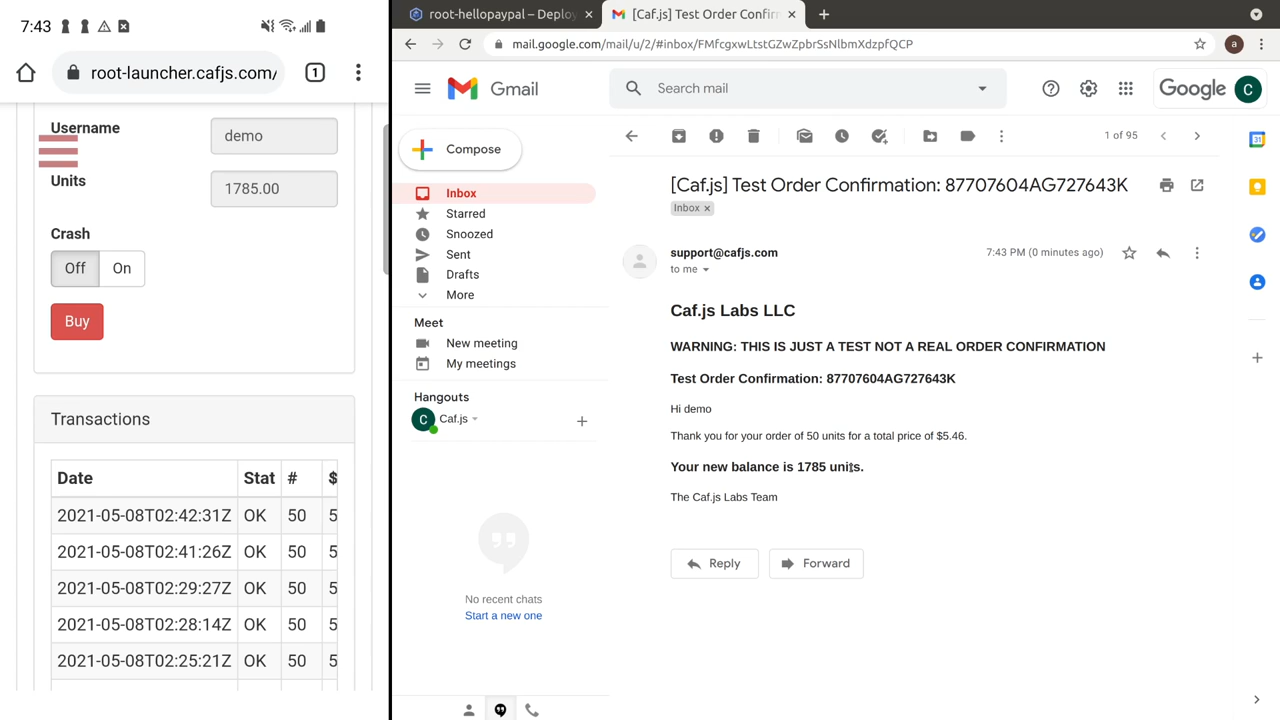 7:43
root-launcher.cafjs.com/
1
Username
demo
Units
1785.00
Crash
Off
On
Buy
Transactions
Date Stat # $
2021-05-08T02:42:31Z OK 50 5
2021-05-08T02:41:26Z OK 50 5
2021-05-08T02:29:27Z OK 50 5
2021-05-08T02:28:14Z OK 50 5
2021-05-08T02:25:21Z OK 50 5
root-hellopaypal – Deploy
[Caf.js] Test Order Confirm
mail.google.com/mail/u/2/#inbox/FMfcgxwLtstGZwZpbrSsNlbmXdzpfQCP
a
Gmail
Search mail
Google
C
Compose
1 of 95
Inbox
Starred
Snoozed
Sent
Drafts
More
Meet
New meeting
My meetings
Hangouts
C
Caf.js
No recent chats
Start a new one
[Caf.js] Test Order Confirmation: 87707604AG727643K
Inbox
support@cafjs.com
7:43 PM (0 minutes ago)
to me
Caf.js Labs LLC
WARNING: THIS IS JUST A TEST NOT A REAL ORDER CONFIRMATION
Test Order Confirmation: 87707604AG727643K
Hi demo
Thank you for your order of 50 units for a total price of $5.46.
Your new balance is 1785 units.
The Caf.js Labs Team
Reply
Forward
31